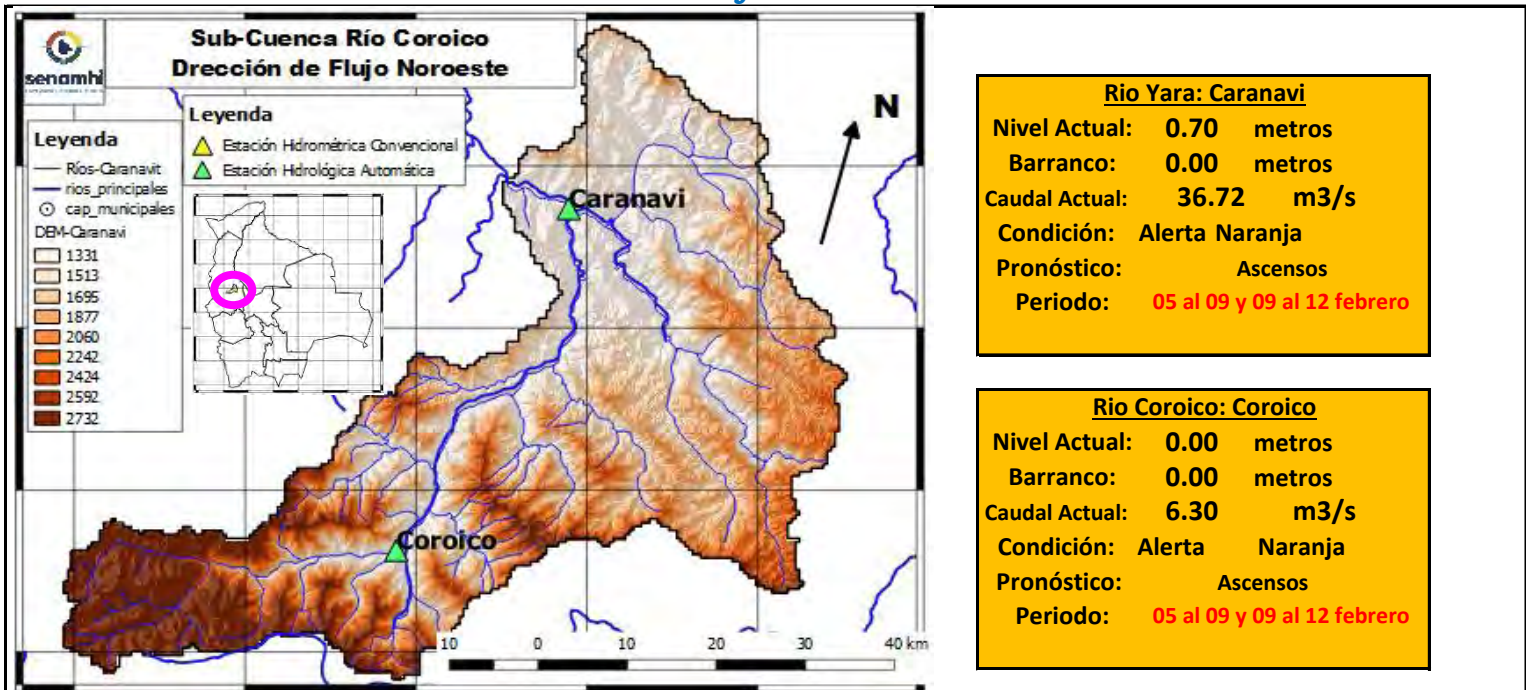 Sub-Cuenca Río Coroico
Drección de Flujo Noroeste
senamhi
Leyenda
Estación Hidrométrica Convencional
Estación Hidrológica Automática
Leyenda
Ríos-Caranavit
rios_principales
cap_municipales
DEM-Caranavi
1331
1513
1695
1877
2060
2242
2424
2592
2732
N
Caranavi
Coroico
10 0 10 20 30 40 km
Rio Yara: Caranavi
Nivel Actual: 0.70 metros
Barranco: 0.00 metros
Caudal Actual: 36.72 m3/s
Condición: Alerta Naranja
Pronóstico: Ascensos
Periodo: 05 al 09 y 09 al 12 febrero
Rio Coroico: Coroico
Nivel Actual: 0.00 metros
Barranco: 0.00 metros
Caudal Actual: 6.30 m3/s
Condición: Alerta Naranja
Pronóstico: Ascensos
Periodo: 05 al 09 y 09 al 12 febrero